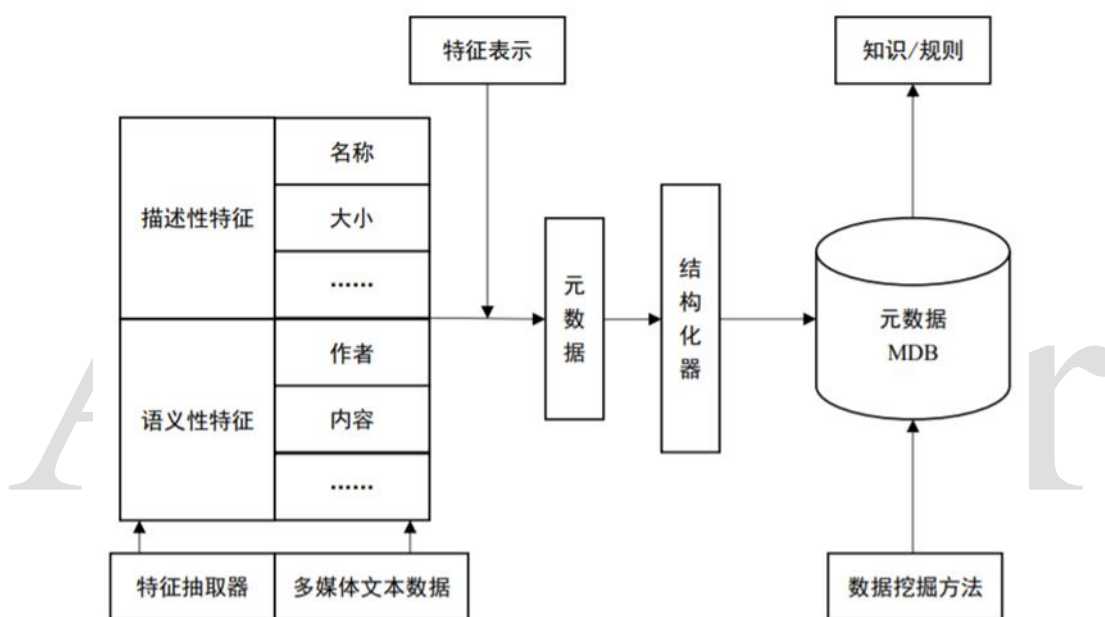 特征表示
知识/规则
描述性特征
名称
大小
……
语义性特征
作者
内容
……
元数据
结构化器
元数据
MDB
特征抽取器
多媒体文本数据
数据挖掘方法